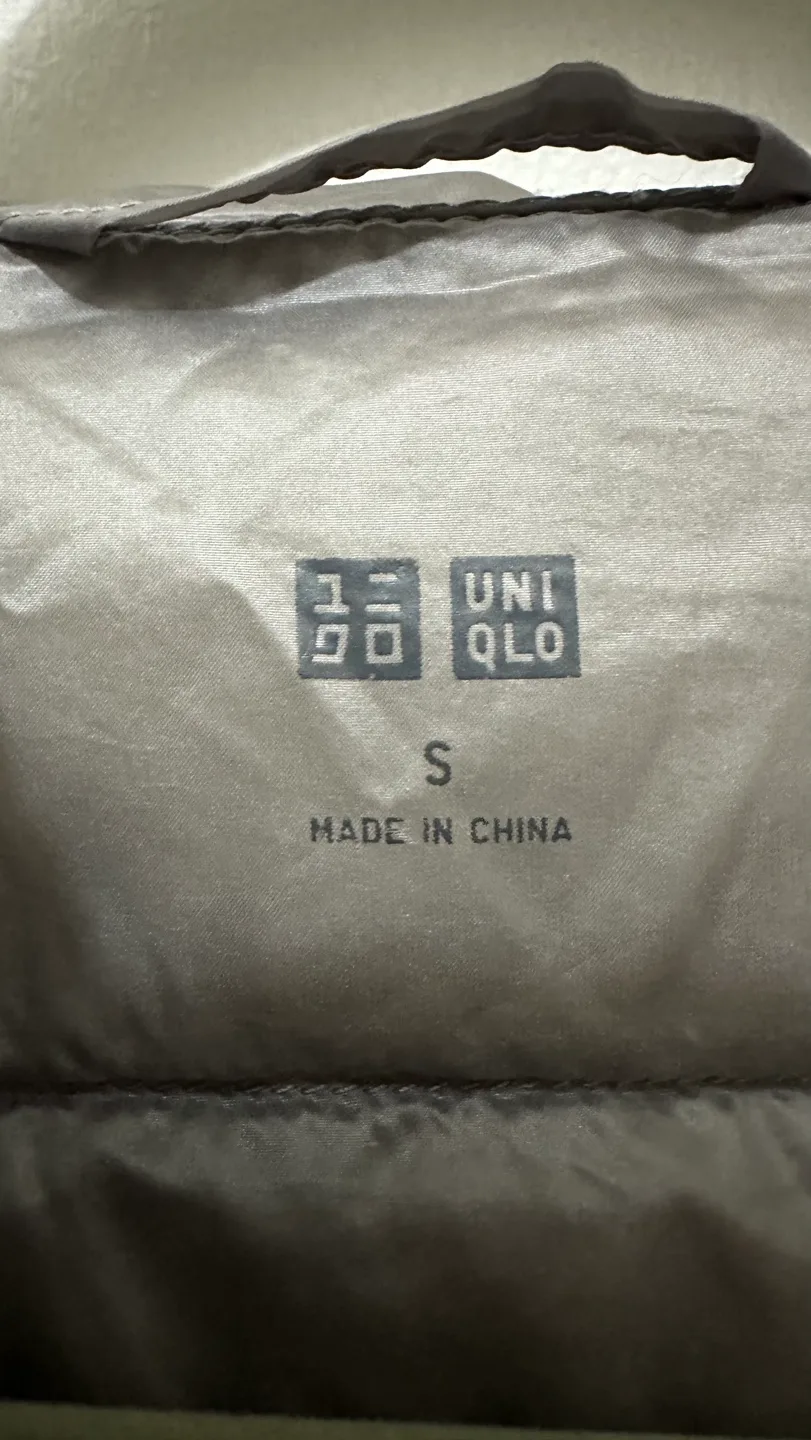 ユニ UNI
クロ QLO
S
MADE IN CHINA